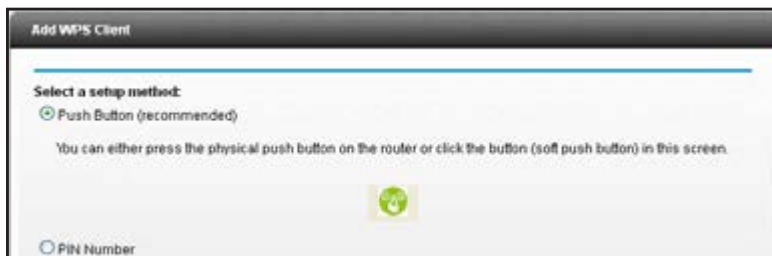 Add WPS Client
Select a setup method:
Push Button (recommended)
You can either press the physical push button on the router or click the button (soft push button) in this screen.
PIN Number